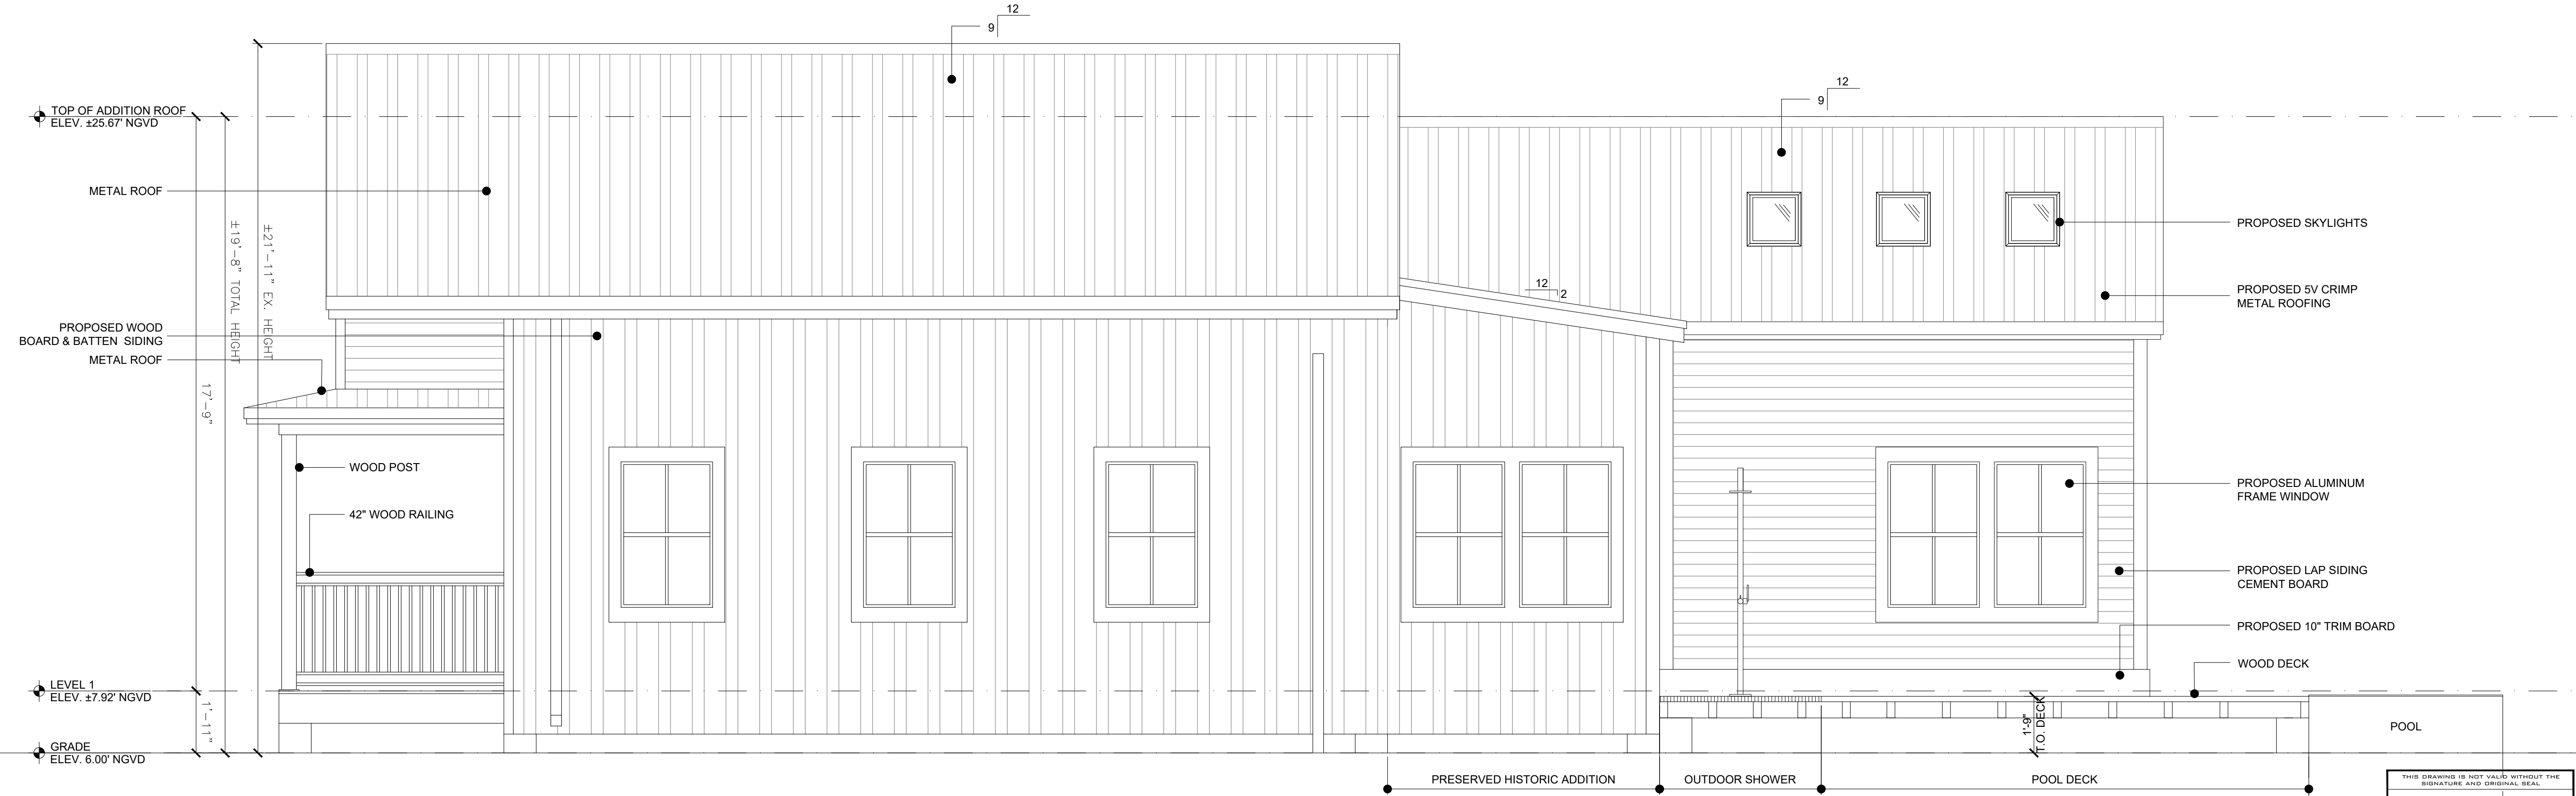 12
9
12
9
TOP OF ADDITION ROOF
ELEV. ±25.67' NGVD
METAL ROOF
±21'-11" EX. HEIGHT
±19'-8" TOTAL HEIGHT
PROPOSED SKYLIGHTS
12
2
PROPOSED 5V CRIMP
METAL ROOFING
PROPOSED WOOD
BOARD & BATTEN SIDING
METAL ROOF
17'-9"
WOOD POST
42" WOOD RAILING
PROPOSED ALUMINUM
FRAME WINDOW
PROPOSED LAP SIDING
CEMENT BOARD
PROPOSED 10" TRIM BOARD
WOOD DECK
LEVEL 1
ELEV. ±7.92' NGVD
1'-11"
1'-9"
T.O. DECK
POOL
GRADE
ELEV. 6.00' NGVD
PRESERVED HISTORIC ADDITION
OUTDOOR SHOWER
POOL DECK
THIS DRAWING IS NOT VALID WITHOUT THE
SIGNATURE AND ORIGINAL SEAL